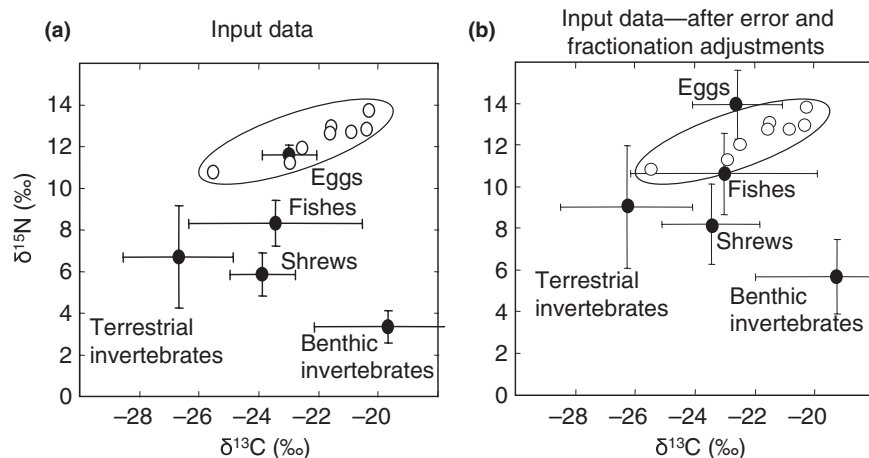 (a)
Input data
14
12
10
8
6
4
2
0
δ¹⁵N (‰)
Eggs
Fishes
Shrews
Terrestrial
invertebrates
Benthic
invertebrates
–28 –26 –24 –22 –20
δ¹³C (‰)
(b)
Input data—after error and
fractionation adjustments
14
12
10
8
6
4
2
0
Eggs
Fishes
Shrews
Terrestrial
invertebrates
Benthic
invertebrates
–28 –26 –24 –22 –20
δ¹³C (‰)